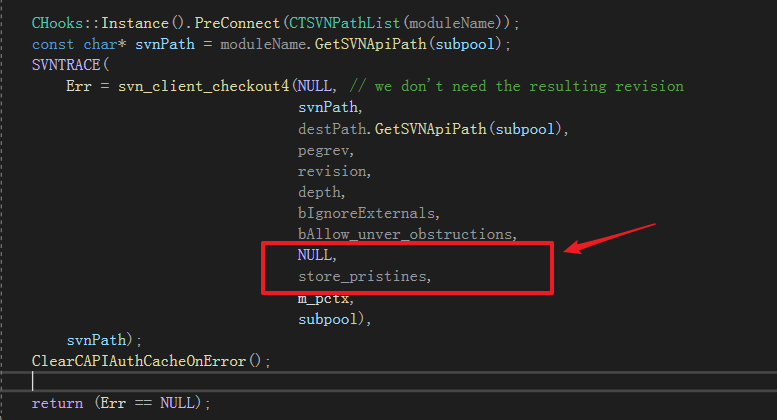 CHooks::Instance().PreConnect(CTSVNPathList(moduleName));
const char* svnPath = moduleName.GetSVNApiPath(subpool);
SVNTRACE(
Err = svn_client_checkout4(NULL, // we don't need the resulting revision
svnPath,
destPath.GetSVNApiPath(subpool),
pegrev,
revision,
depth,
bIgnoreExternals,
bAllow_unver_obstructions,
NULL,
store_pristines,
m_pctx,
subpool),
svnPath);
ClearCAPIAuthCacheOnError();
return (Err == NULL);